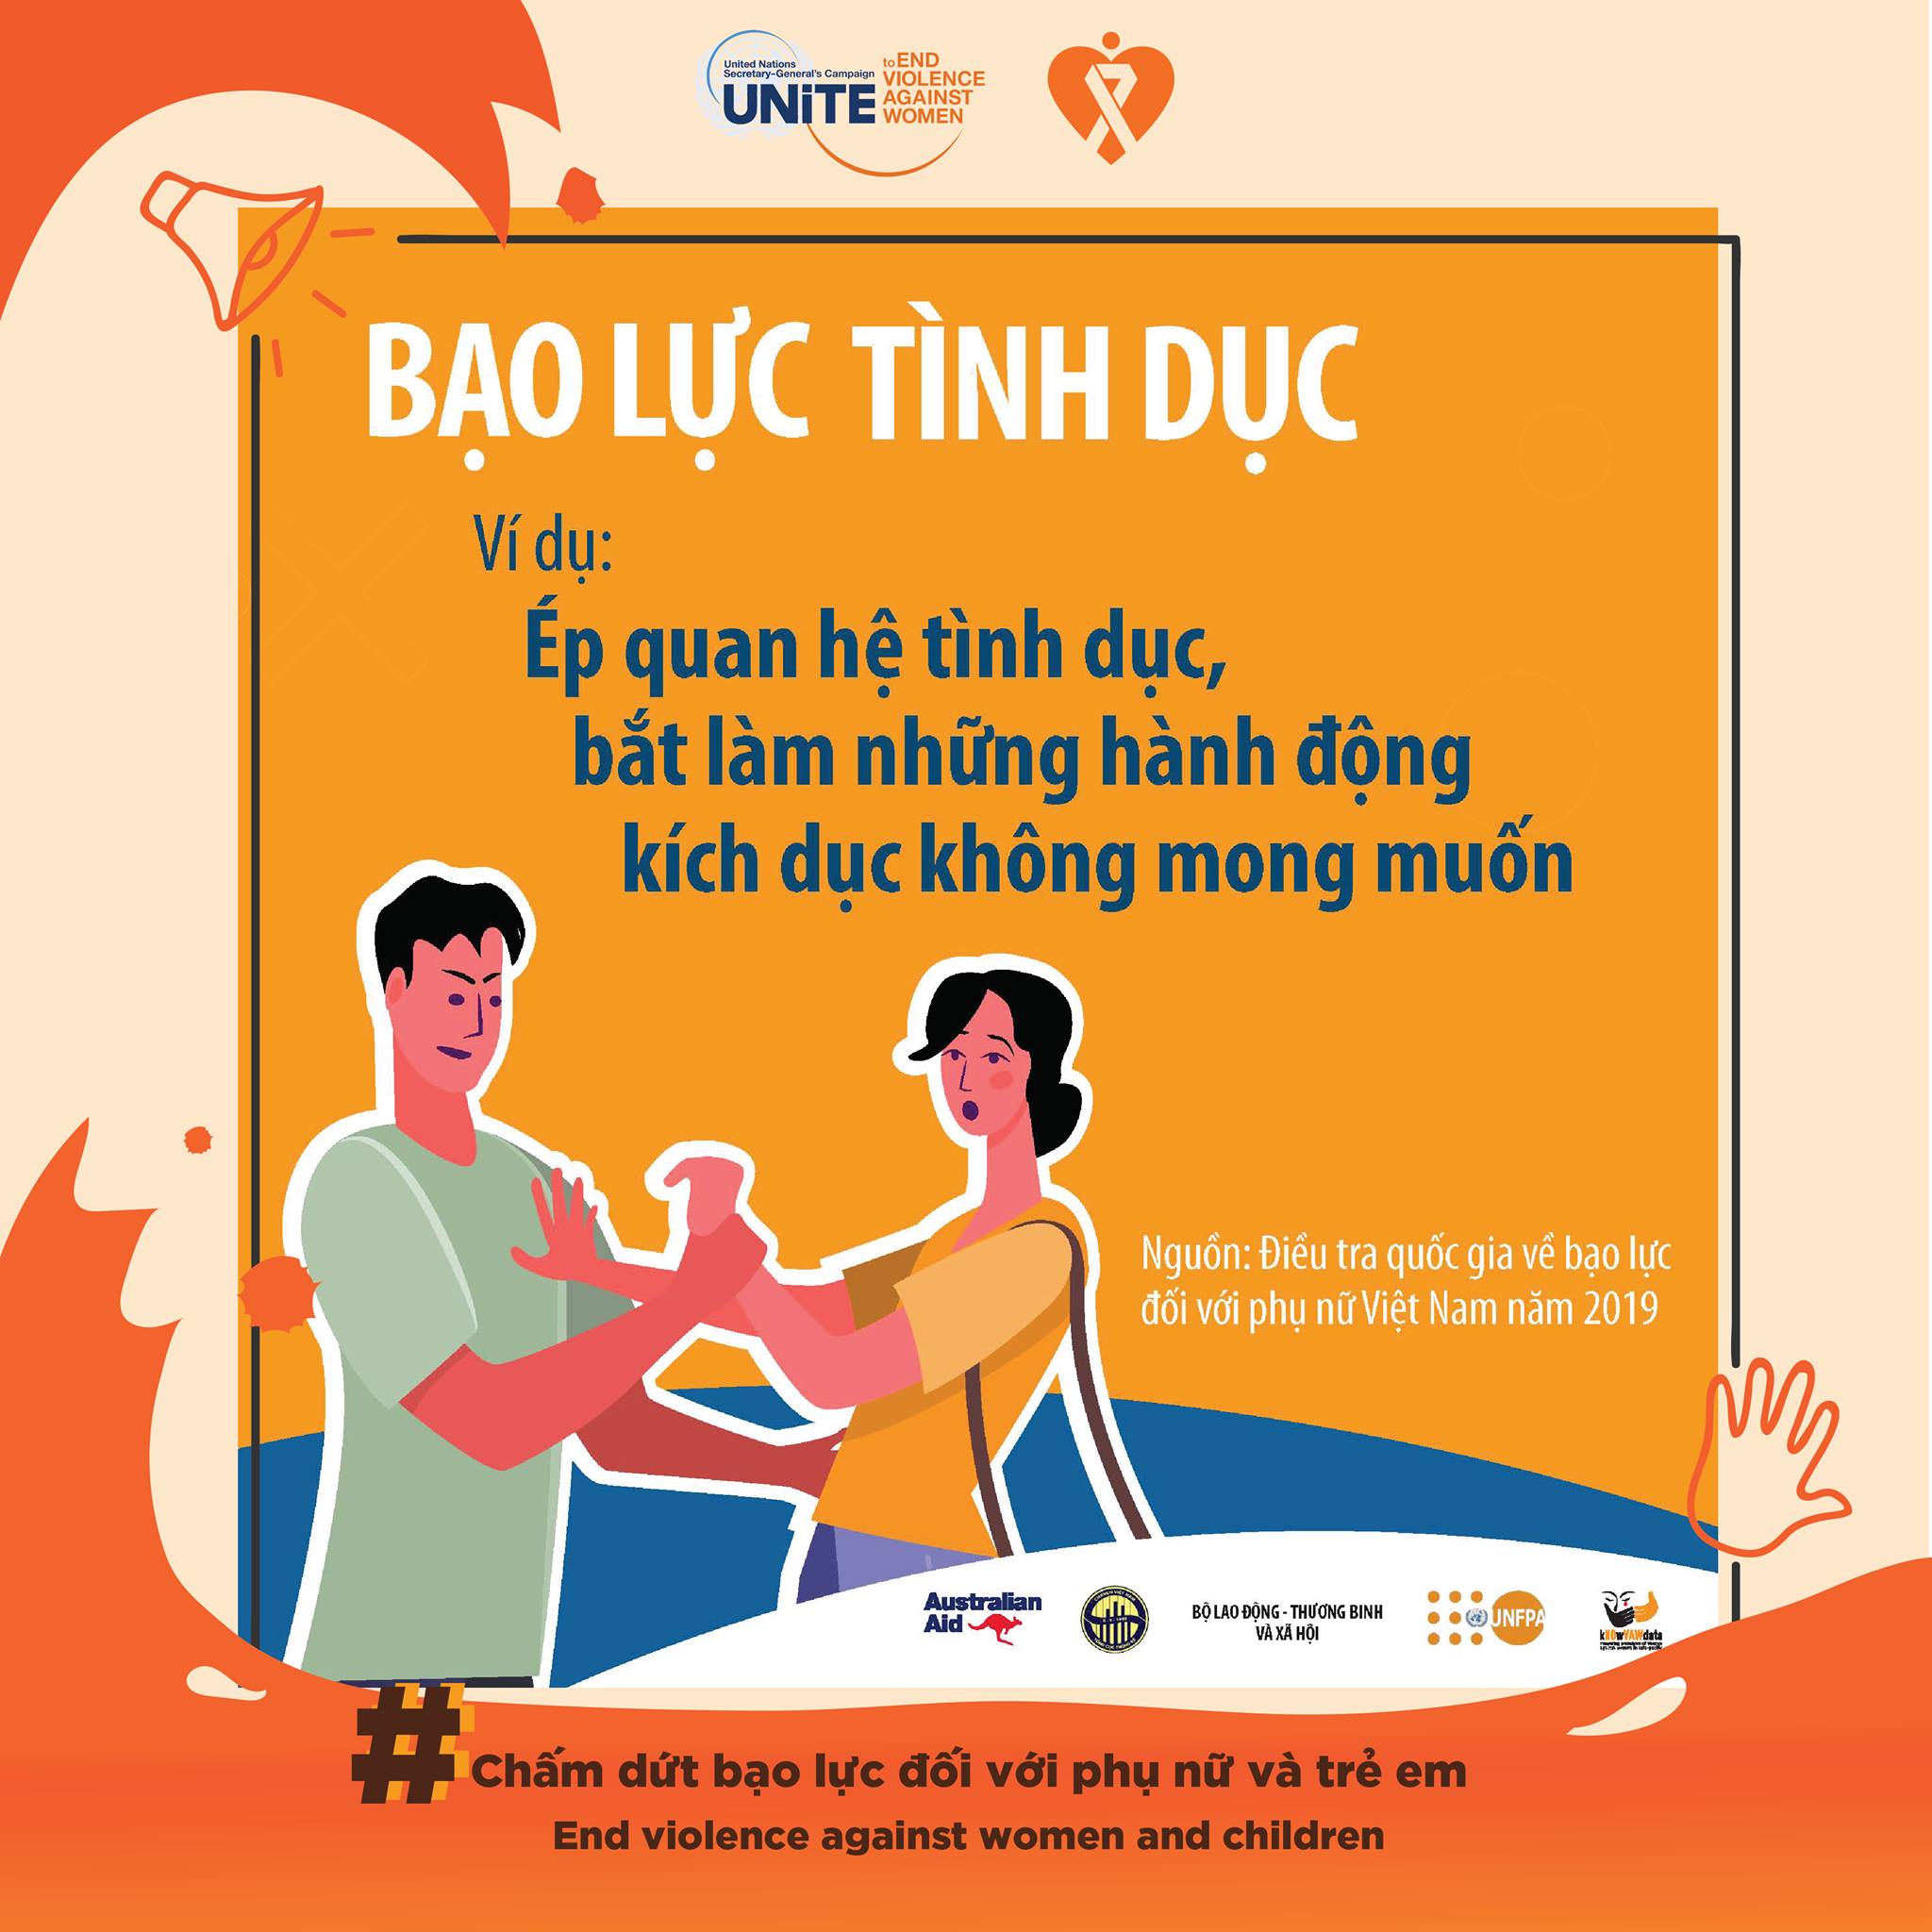 United Nations
Secretary-General's Campaign
UNiTE
to END
VIOLENCE
AGAINST
WOMEN
BẠO LỰC TÌNH DỤC
Ví dụ:
Ép quan hệ tình dục,
bắt làm những hành động
kích dục không mong muốn
Nguồn: Điều tra quốc gia về bạo lực
đối với phụ nữ Việt Nam năm 2019
Australian
Aid
BỘ LAO ĐỘNG - THƯƠNG BINH
VÀ XÃ HỘI
UNFPA
kNOwVAWdata
#Chấm dứt bạo lực đối với phụ nữ và trẻ em
End violence against women and children